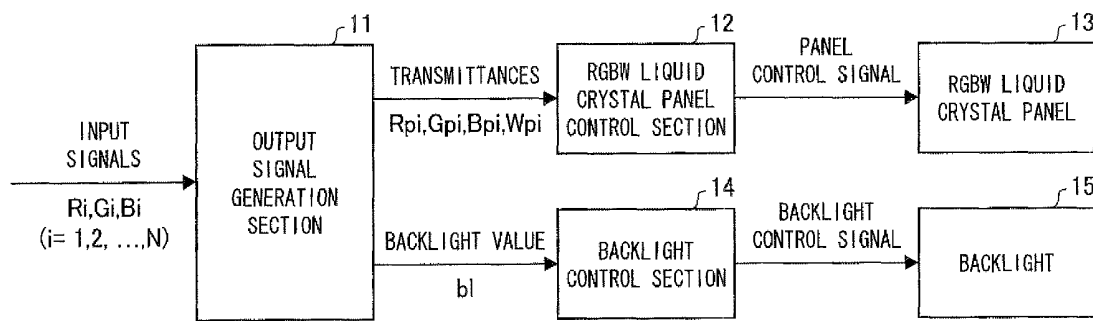 11
OUTPUT
SIGNAL
GENERATION
SECTION
INPUT
SIGNALS
Ri,Gi,Bi
(i= 1,2, ...,N)
TRANSMITTANCES
Rpi,Gpi,Bpi,Wpi
12
RGBW LIQUID
CRYSTAL PANEL
CONTROL SECTION
PANEL
CONTROL SIGNAL
13
RGBW LIQUID
CRYSTAL PANEL
BACKLIGHT VALUE
bl
14
BACKLIGHT
CONTROL SECTION
BACKLIGHT
CONTROL SIGNAL
15
BACKLIGHT